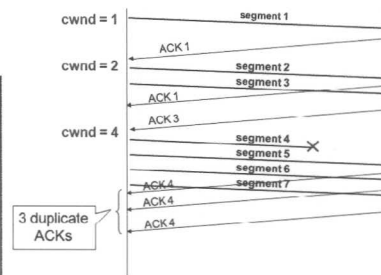 cwnd = 1
segment 1
ACK 1
cwnd = 2
segment 2
segment 3
ACK 1
ACK 3
cwnd = 4
segment 4
segment 5
segment 6
segment 7
ACK 4
ACK 4
ACK 4
3 duplicate
ACKs